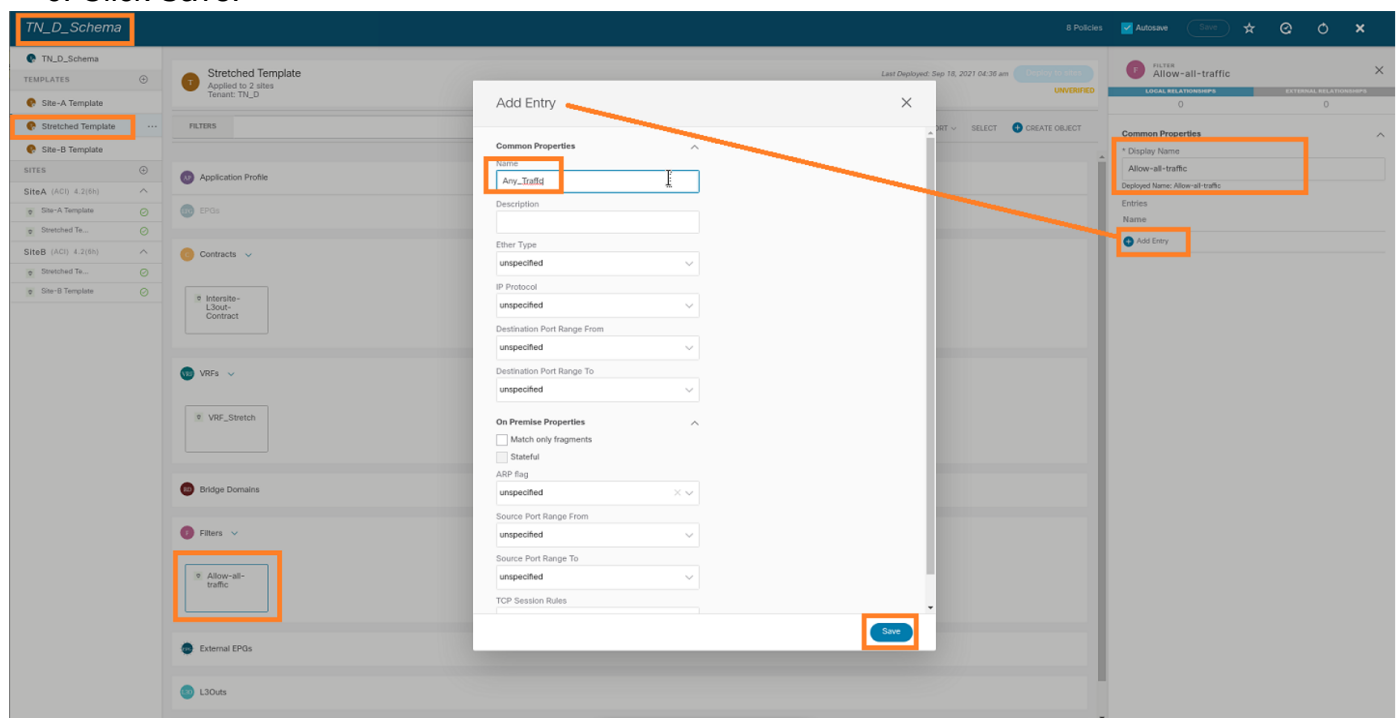 TN_D_Schema
8 Policies
Autosave
Save
TN_D_Schema
TEMPLATES
Site-A Template
Stretched Template
Site-B Template
SITES
SiteA (ACI) 4.2(6h)
Site-A Template
Stretched Te...
SiteB (ACI) 4.2(6h)
Stretched Te...
Site-B Template
T
Stretched Template
Applied to 2 sites
Tenant: TN_D
Last Deployed: Sep 18, 2021 04:36 am
UNVERIFIED
FILTERS
SELECT
CREATE OBJECT
Application Profile
EPGs
Contracts
Intersite-
L3out-
Contract
VRFs
VRF_Stretch
Bridge Domains
Filters
Allow-all-
traffic
External EPGs
L3Outs
Add Entry
Common Properties
Name
Any_Traffc
Description
Ether Type
unspecified
IP Protocol
unspecified
Destination Port Range From
unspecified
Destination Port Range To
unspecified
On Premise Properties
Match only fragments
Stateful
ARP flag
unspecified
Source Port Range From
unspecified
Source Port Range To
unspecified
TCP Session Rules
Save
FILTER
Allow-all-traffic
LOCAL RELATIONSHIPS
EXTERNAL RELATIONSHIPS
0
0
Common Properties
* Display Name
Allow-all-traffic
Deployed Name: Allow-all-traffic
Entries
Name
Add Entry